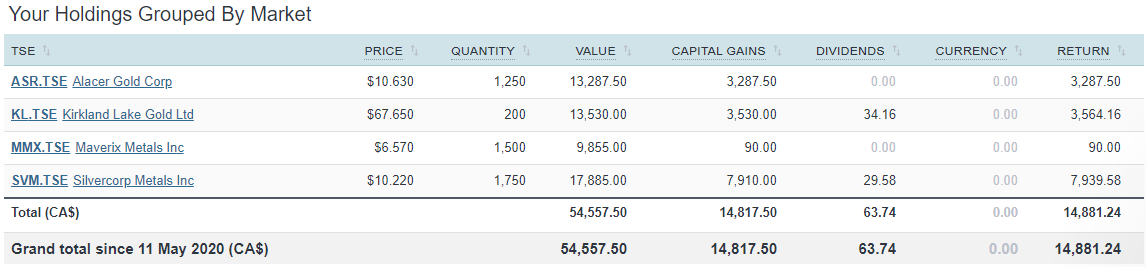 Your Holdings Grouped By Market
TSE PRICE QUANTITY VALUE CAPITAL GAINS DIVIDENDS CURRENCY RETURN
ASR.TSE Alacer Gold Corp $10.630 1,250 13,287.50 3,287.50 0.00 0.00 3,287.50
KL.TSE Kirkland Lake Gold Ltd $67.650 200 13,530.00 3,530.00 34.16 0.00 3,564.16
MMX.TSE Maverix Metals Inc $6.570 1,500 9,855.00 90.00 0.00 0.00 90.00
SVM.TSE Silvercorp Metals Inc $10.220 1,750 17,885.00 7,910.00 29.58 0.00 7,939.58
Total (CA$) 54,557.50 14,817.50 63.74 0.00 14,881.24
Grand total since 11 May 2020 (CA$) 54,557.50 14,817.50 63.74 0.00 14,881.24